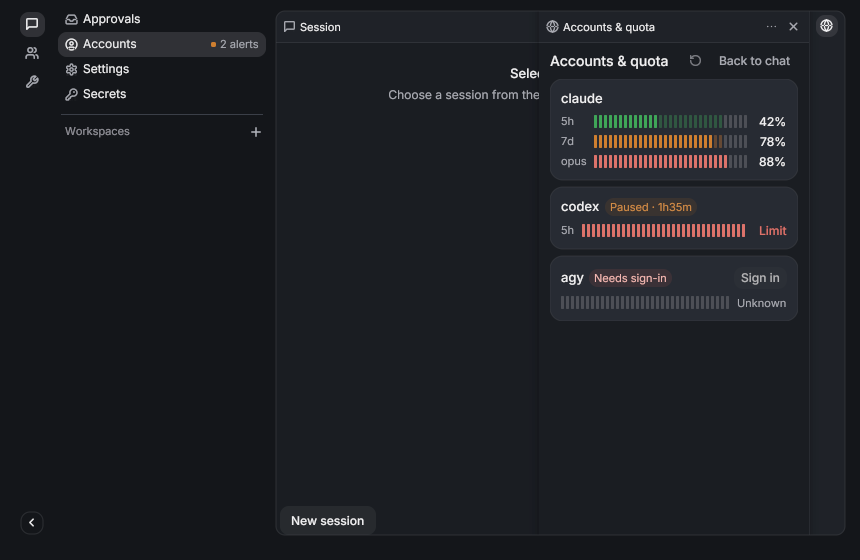 Approvals
Accounts 2 alerts
Settings
Secrets
Workspaces
Session
Choose a session from the
New session
Accounts & quota
Accounts & quota Back to chat
claude
5h 42%
7d 78%
opus 88%
codex Paused · 1h35m
5h Limit
agy Needs sign-in Sign in
Unknown